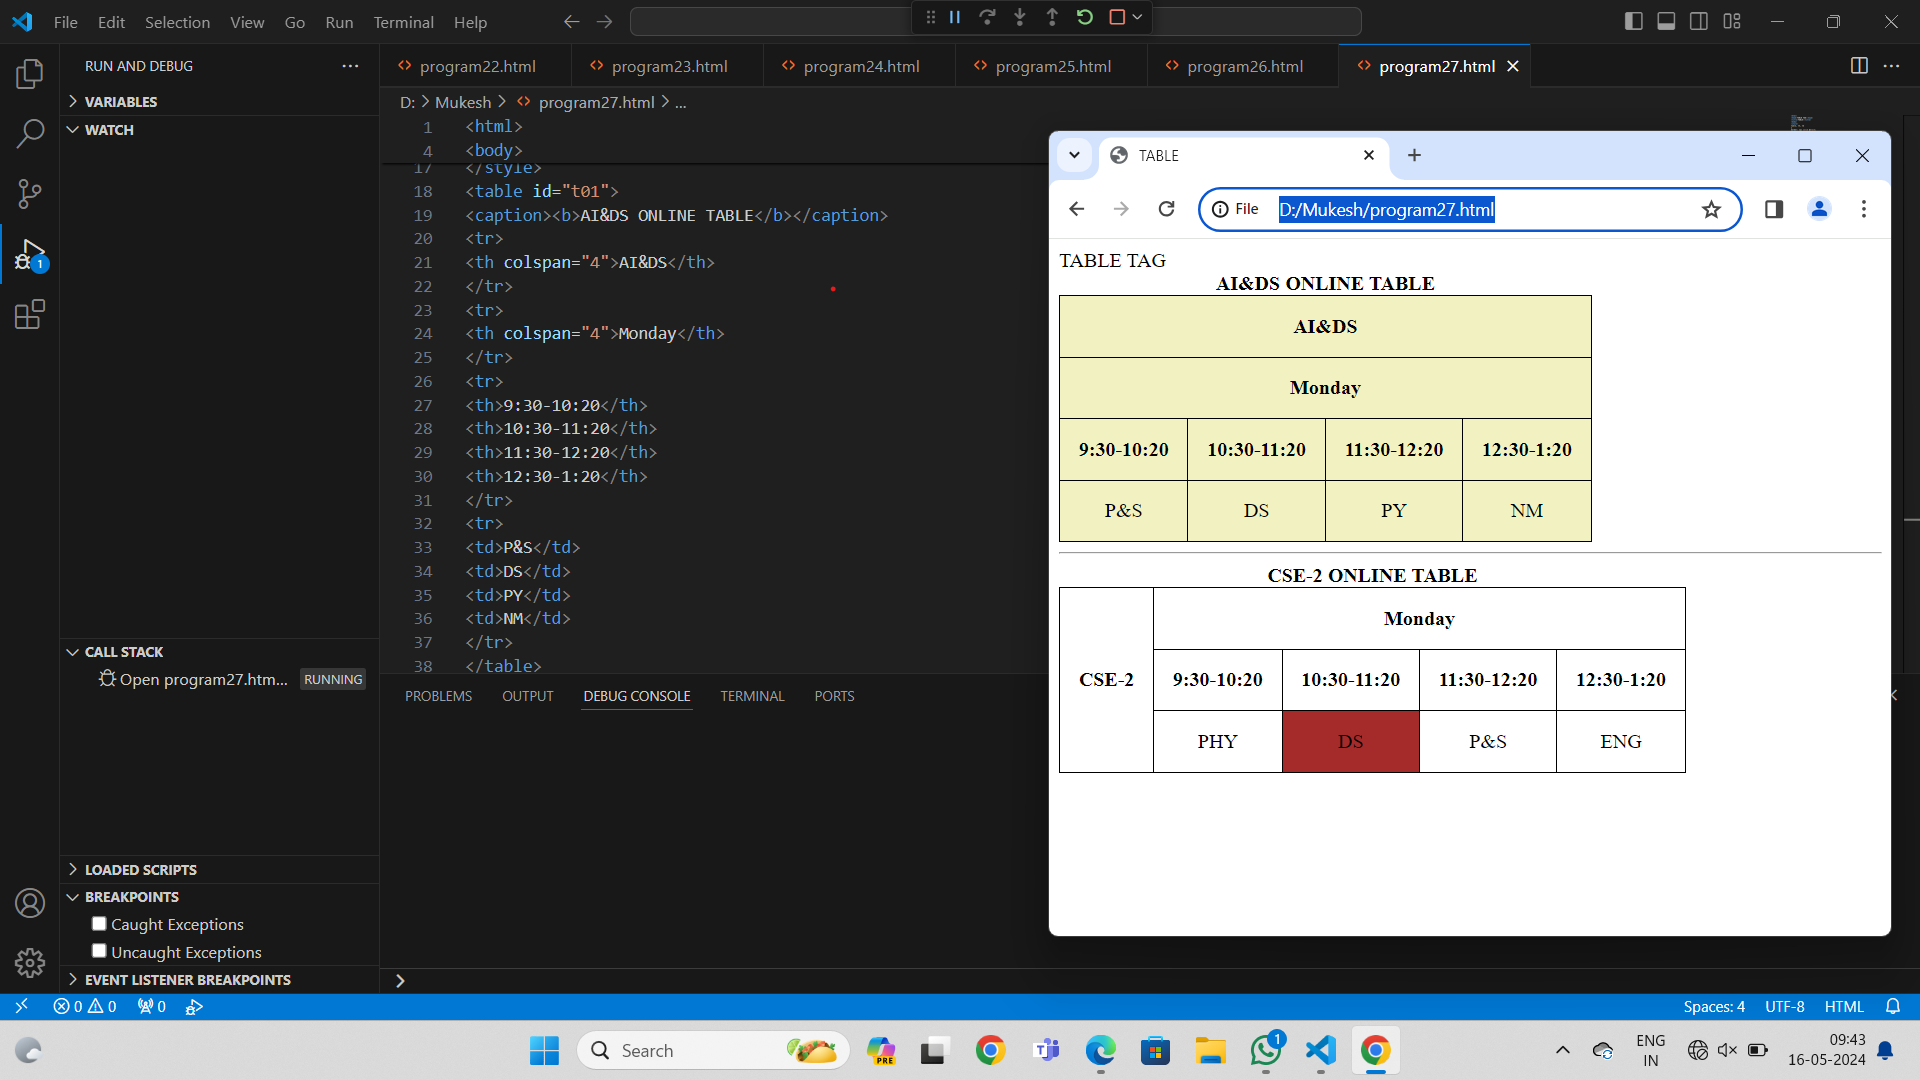 File Edit Selection View Go Run Terminal Help
RUN AND DEBUG
VARIABLES
WATCH
CALL STACK
Open program27.htm... RUNNING
LOADED SCRIPTS
BREAKPOINTS
Caught Exceptions
Uncaught Exceptions
EVENT LISTENER BREAKPOINTS
program22.html program23.html program24.html program25.html program26.html program27.html
D: > Mukesh > program27.html > ...
1 <html>
4 <body>
17 </style>
18 <table id="t01">
19 <caption><b>AI&DS ONLINE TABLE</b></caption>
20 <tr>
21 <th colspan="4">AI&DS</th>
22 </tr>
23 <tr>
24 <th colspan="4">Monday</th>
25 </tr>
26 <tr>
27 <th>9:30-10:20</th>
28 <th>10:30-11:20</th>
29 <th>11:30-12:20</th>
30 <th>12:30-1:20</th>
31 </tr>
32 <tr>
33 <td>P&S</td>
34 <td>DS</td>
35 <td>PY</td>
36 <td>NM</td>
37 </tr>
38 </table>
PROBLEMS OUTPUT DEBUG CONSOLE TERMINAL PORTS
TABLE
File D:/Mukesh/program27.html
TABLE TAG
AI&DS ONLINE TABLE
AI&DS
Monday
9:30-10:20 10:30-11:20 11:30-12:20 12:30-1:20
P&S DS PY NM
CSE-2 ONLINE TABLE
Monday
CSE-2 9:30-10:20 10:30-11:20 11:30-12:20 12:30-1:20
PHY DS P&S ENG
0 0 0 Spaces: 4 UTF-8 HTML
Search PRE 1 ENG 09:43
IN 16-05-2024
1